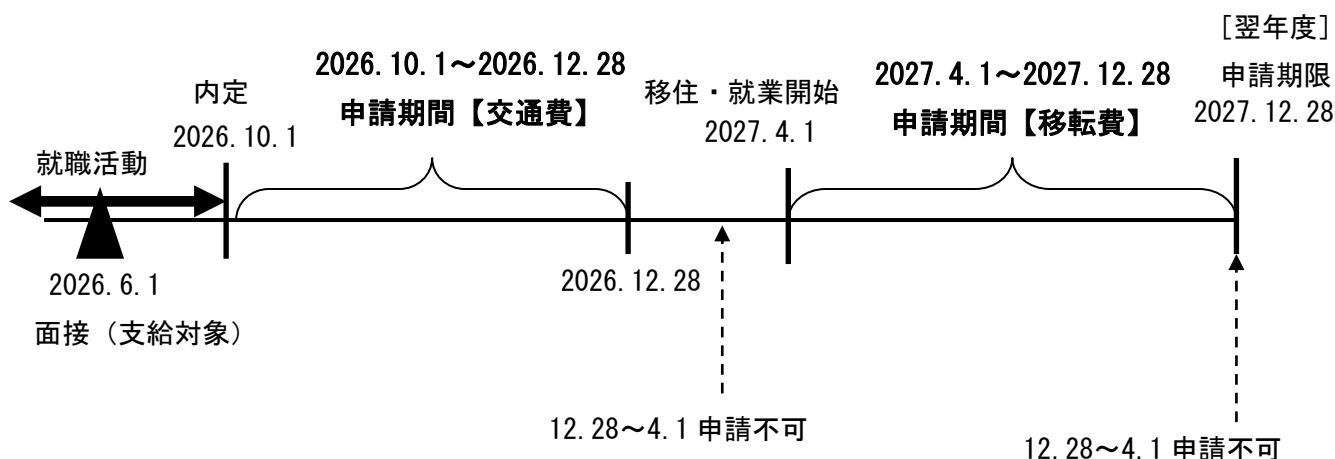 ［翌年度］
申請期限
2027.12.28
2026.10.1～2026.12.28
申請期間【交通費】
2027.4.1～2027.12.28
申請期間【移転費】
内定
2026.10.1
移住・就業開始
2027.4.1
就職活動
2026.6.1
面接（支給対象）
2026.12.28
12.28～4.1 申請不可
12.28～4.1 申請不可